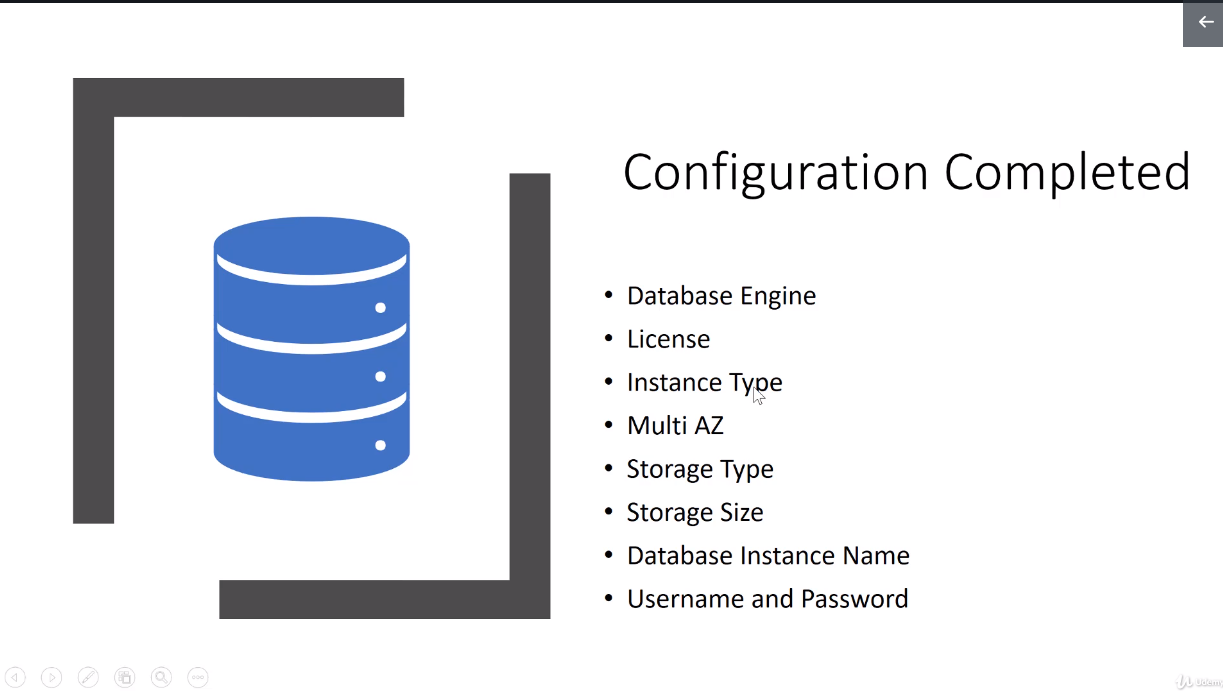 Configuration Completed
• Database Engine
• License
• Instance Type
• Multi AZ
• Storage Type
• Storage Size
• Database Instance Name
• Username and Password
Udemy